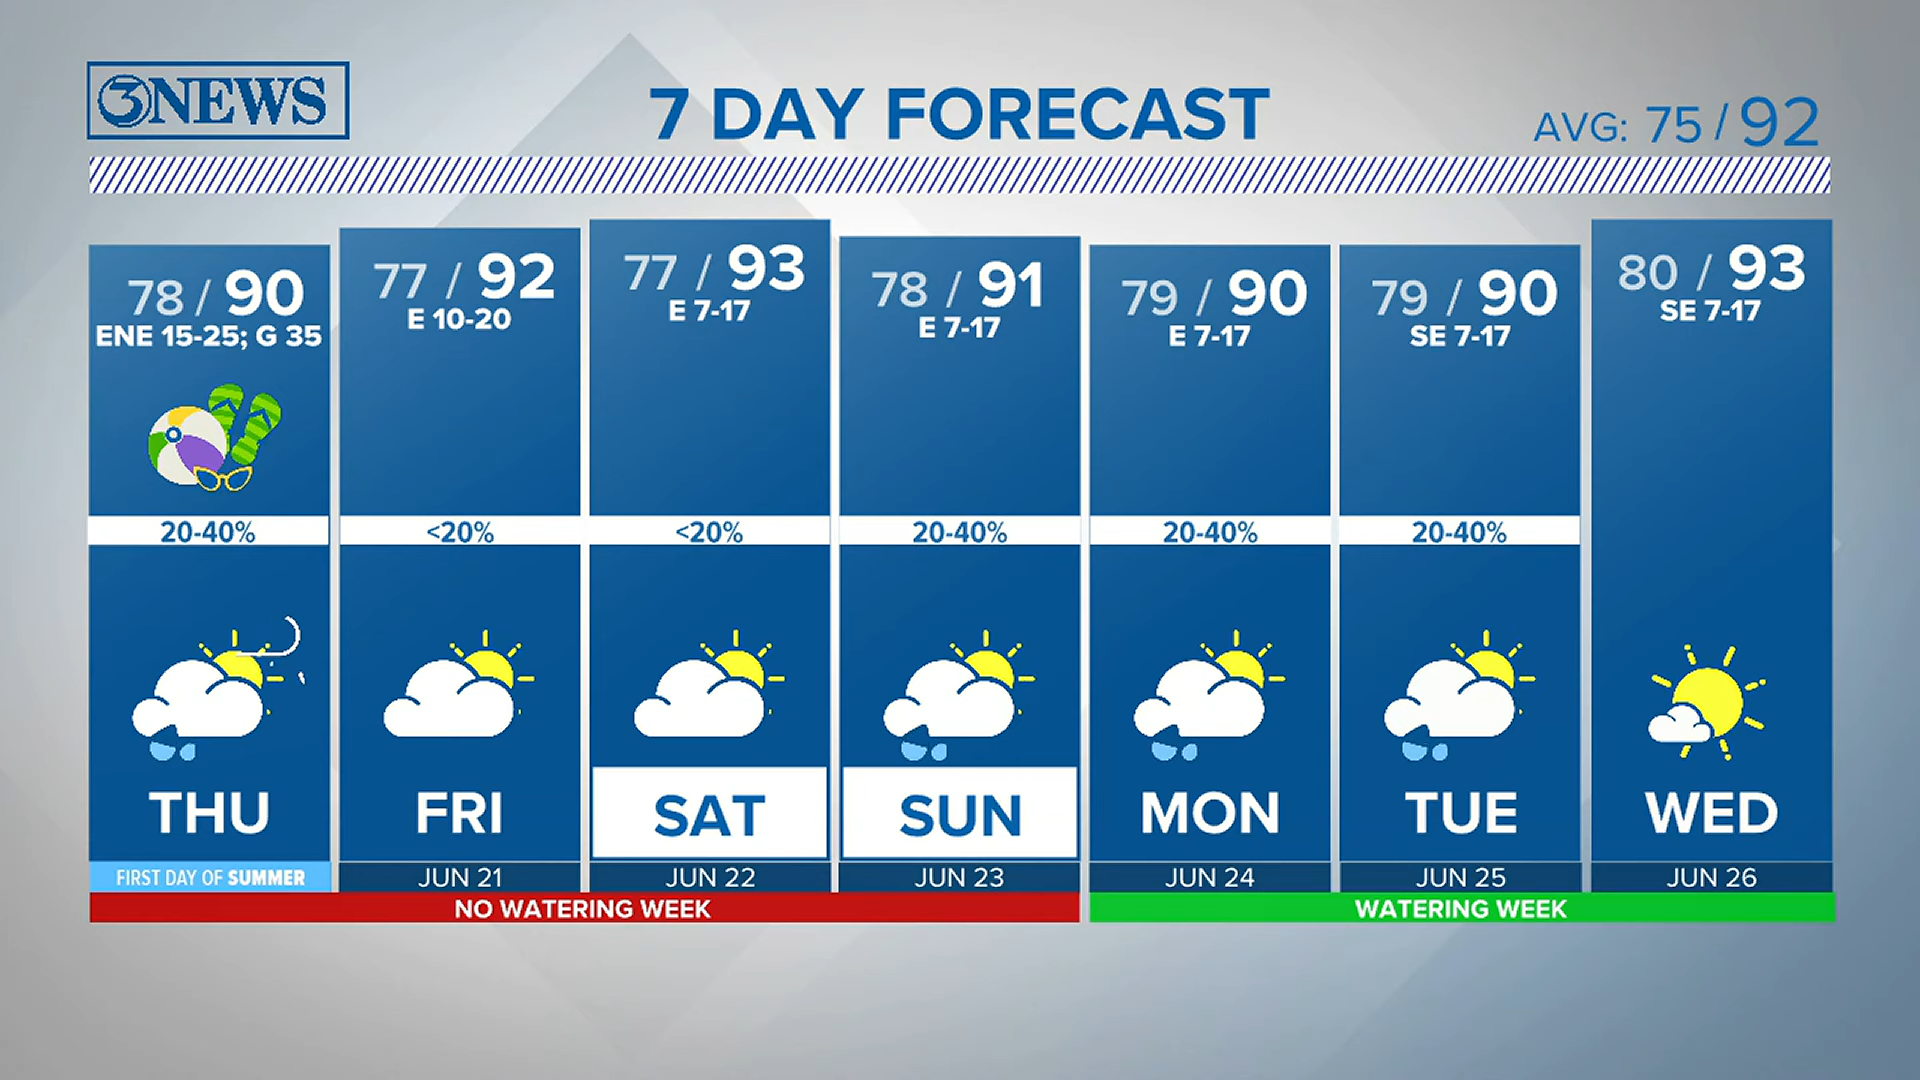 3NEWS
7 DAY FORECAST
AVG: 75 / 92
78 / 90
ENE 15-25; G 35
20-40%
THU
FIRST DAY OF SUMMER
77 / 92
E 10-20
<20%
FRI
JUN 21
77 / 93
E 7-17
<20%
SAT
JUN 22
78 / 91
E 7-17
20-40%
SUN
JUN 23
79 / 90
E 7-17
20-40%
MON
JUN 24
79 / 90
SE 7-17
20-40%
TUE
JUN 25
80 / 93
SE 7-17
WED
JUN 26
NO WATERING WEEK
WATERING WEEK